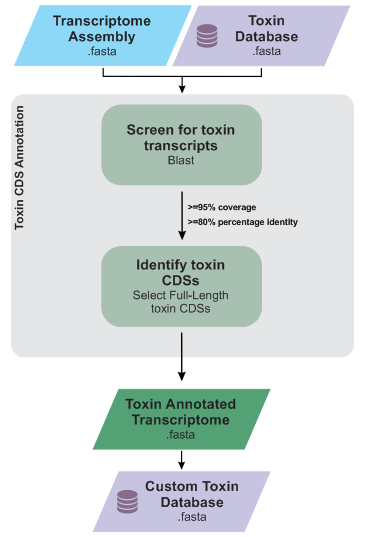 Transcriptome
Assembly
.fasta
Toxin
Database
.fasta
Toxin CDS Annotation
Screen for toxin
transcripts
Blast
>=95% coverage
>=80% percentage identity
Identify toxin
CDSs
Select Full-Length
toxin CDSs
Toxin Annotated
Transcriptome
.fasta
Custom Toxin
Database
.fasta